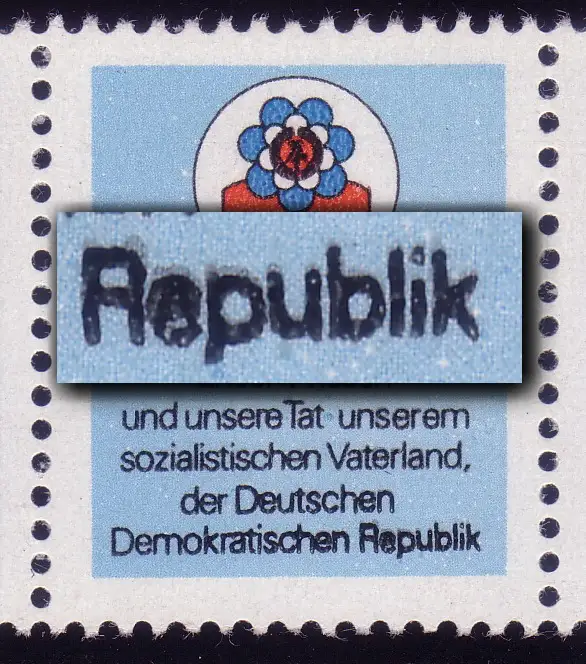 Republik
und unsere Tat unserem
sozialistischen Vaterland,
der Deutschen
Demokratischen Republik